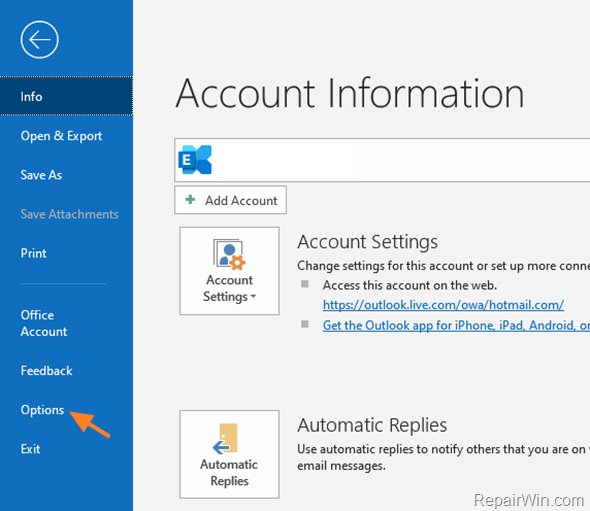 Info
Open & Export
Save As
Save Attachments
Print
Office
Account
Feedback
Options
Exit
Account Information
E
+ Add Account
Account
Settings
Account Settings
Change settings for this account or set up more conne
Access this account on the web.
https://outlook.live.com/owa/hotmail.com/
Get the Outlook app for iPhone, iPad, Android, or
Automatic
Replies
Automatic Replies
Use automatic replies to notify others that you are on
email messages.
RepairWin.com